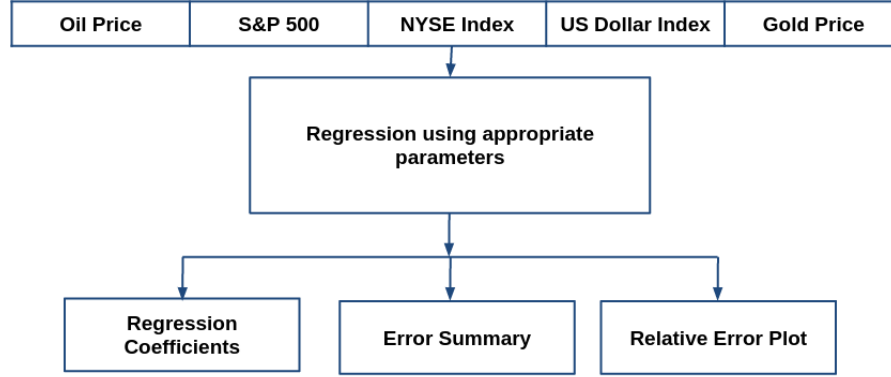 Oil Price
S&P 500
NYSE Index
US Dollar Index
Gold Price
Regression using appropriate
parameters
Regression
Coefficients
Error Summary
Relative Error Plot